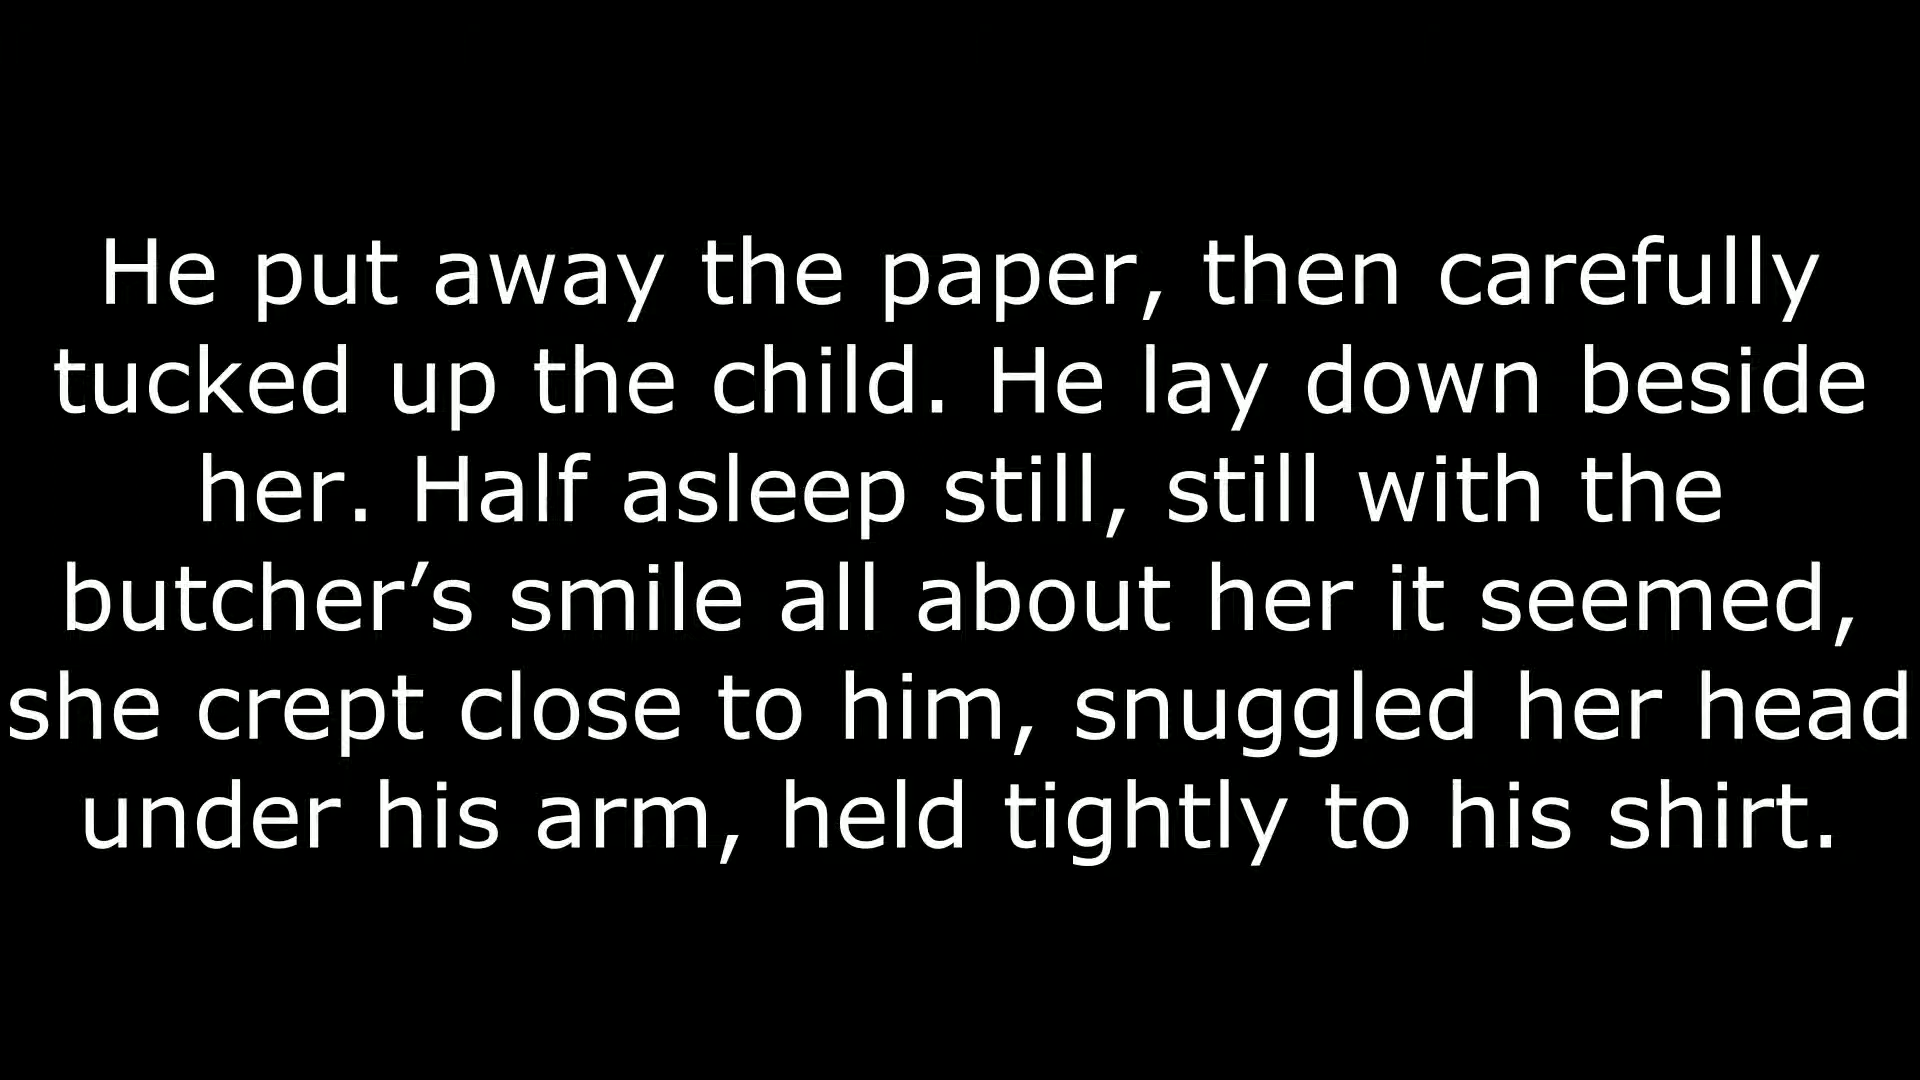 He put away the paper, then carefully
tucked up the child. He lay down beside
her. Half asleep still, still with the
butcher’s smile all about her it seemed,
she crept close to him, snuggled her head
under his arm, held tightly to his shirt.